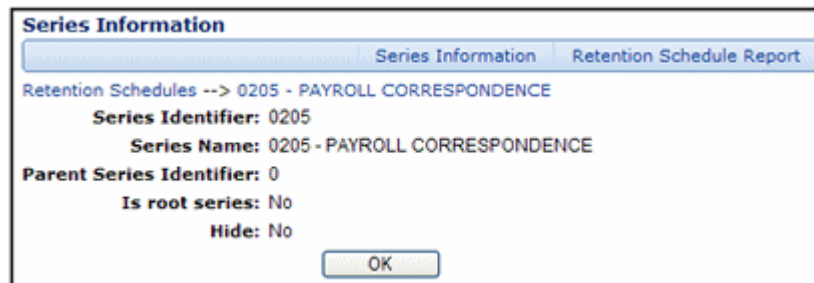 Series Information
Series Information Retention Schedule Report
Retention Schedules --> 0205 - PAYROLL CORRESPONDENCE
Series Identifier: 0205
Series Name: 0205 - PAYROLL CORRESPONDENCE
Parent Series Identifier: 0
Is root series: No
Hide: No
OK